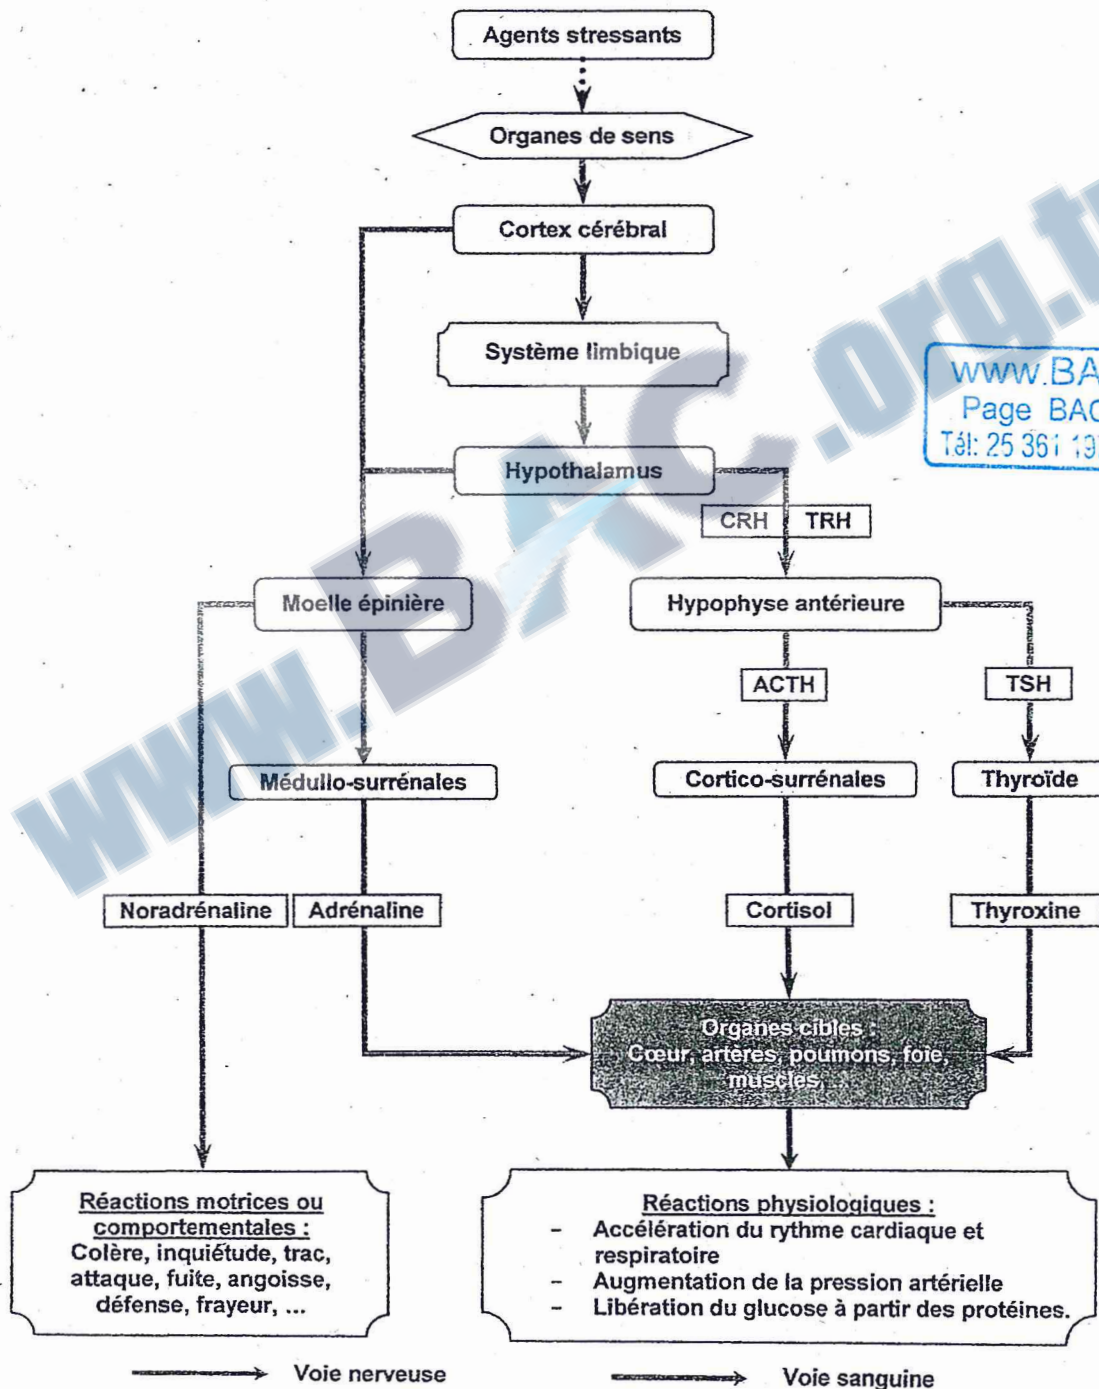 Agents stressants
Organes de sens
Cortex cérébral
Système limbique
www.BA
Page BAC
Tél: 25 361 19
Hypothalamus
CRH TRH
Moelle épinière
Hypophyse antérieure
ACTH
TSH
Médullo-surrénales
Cortico-surrénales
Thyroïde
Noradrénaline
Adrénaline
Cortisol
Thyroxine
Organes cibles :
Cœur, artères, poumons, foie,
muscles,
Réactions motrices ou
comportementales :
Colère, inquiétude, trac,
attaque, fuite, angoisse,
défense, frayeur, ...
Réactions physiologiques :
- Accélération du rythme cardiaque et
respiratoire
- Augmentation de la pression artérielle
- Libération du glucose à partir des protéines.
Voie nerveuse
Voie sanguine
www.BAC.org.t